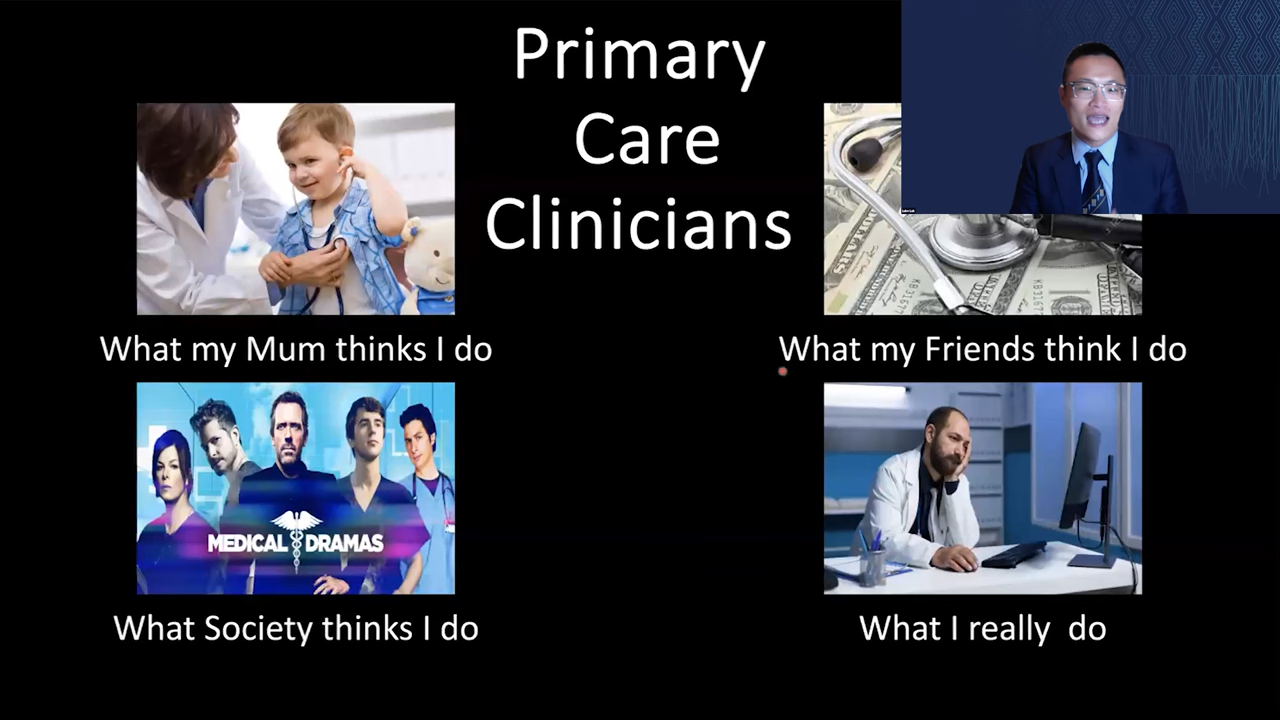 Primary
Care
Clinicians
What my Mum thinks I do
What my Friends think I do
MEDICAL DRAMAS
What Society thinks I do
What I really do